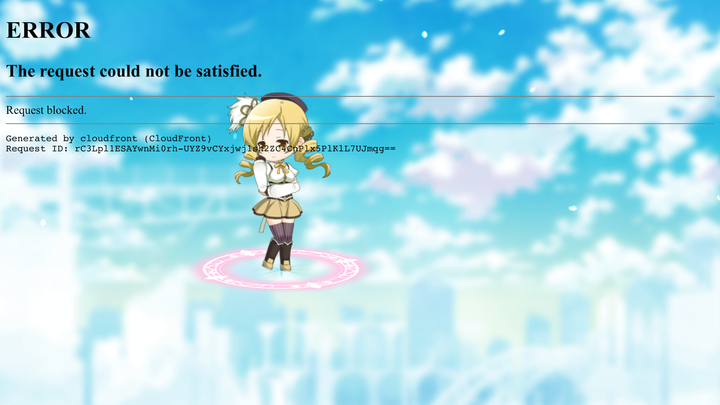 ERROR
The request could not be satisfied.
Request blocked.
Generated by cloudfront (CloudFront)
Request ID: